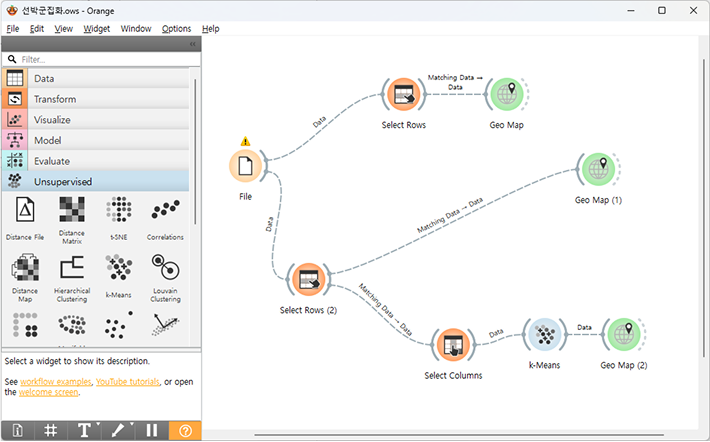 선박군집화.ows - Orange
File Edit View Widget Window Options Help
Filter...
Data
Transform
Visualize
Model
Evaluate
Unsupervised
Distance File
Distance Matrix
t-SNE
Correlations
Distance Map
Hierarchical Clustering
k-Means
Louvain Clustering
Select a widget to show its description.
See workflow examples, YouTube tutorials, or open
the welcome screen.
File
Data
Select Rows
Matching Data → Data
Geo Map
Data
Select Rows (2)
Matching Data → Data
Geo Map (1)
Matching Data → Data
Select Columns
Data
k-Means
Data
Geo Map (2)